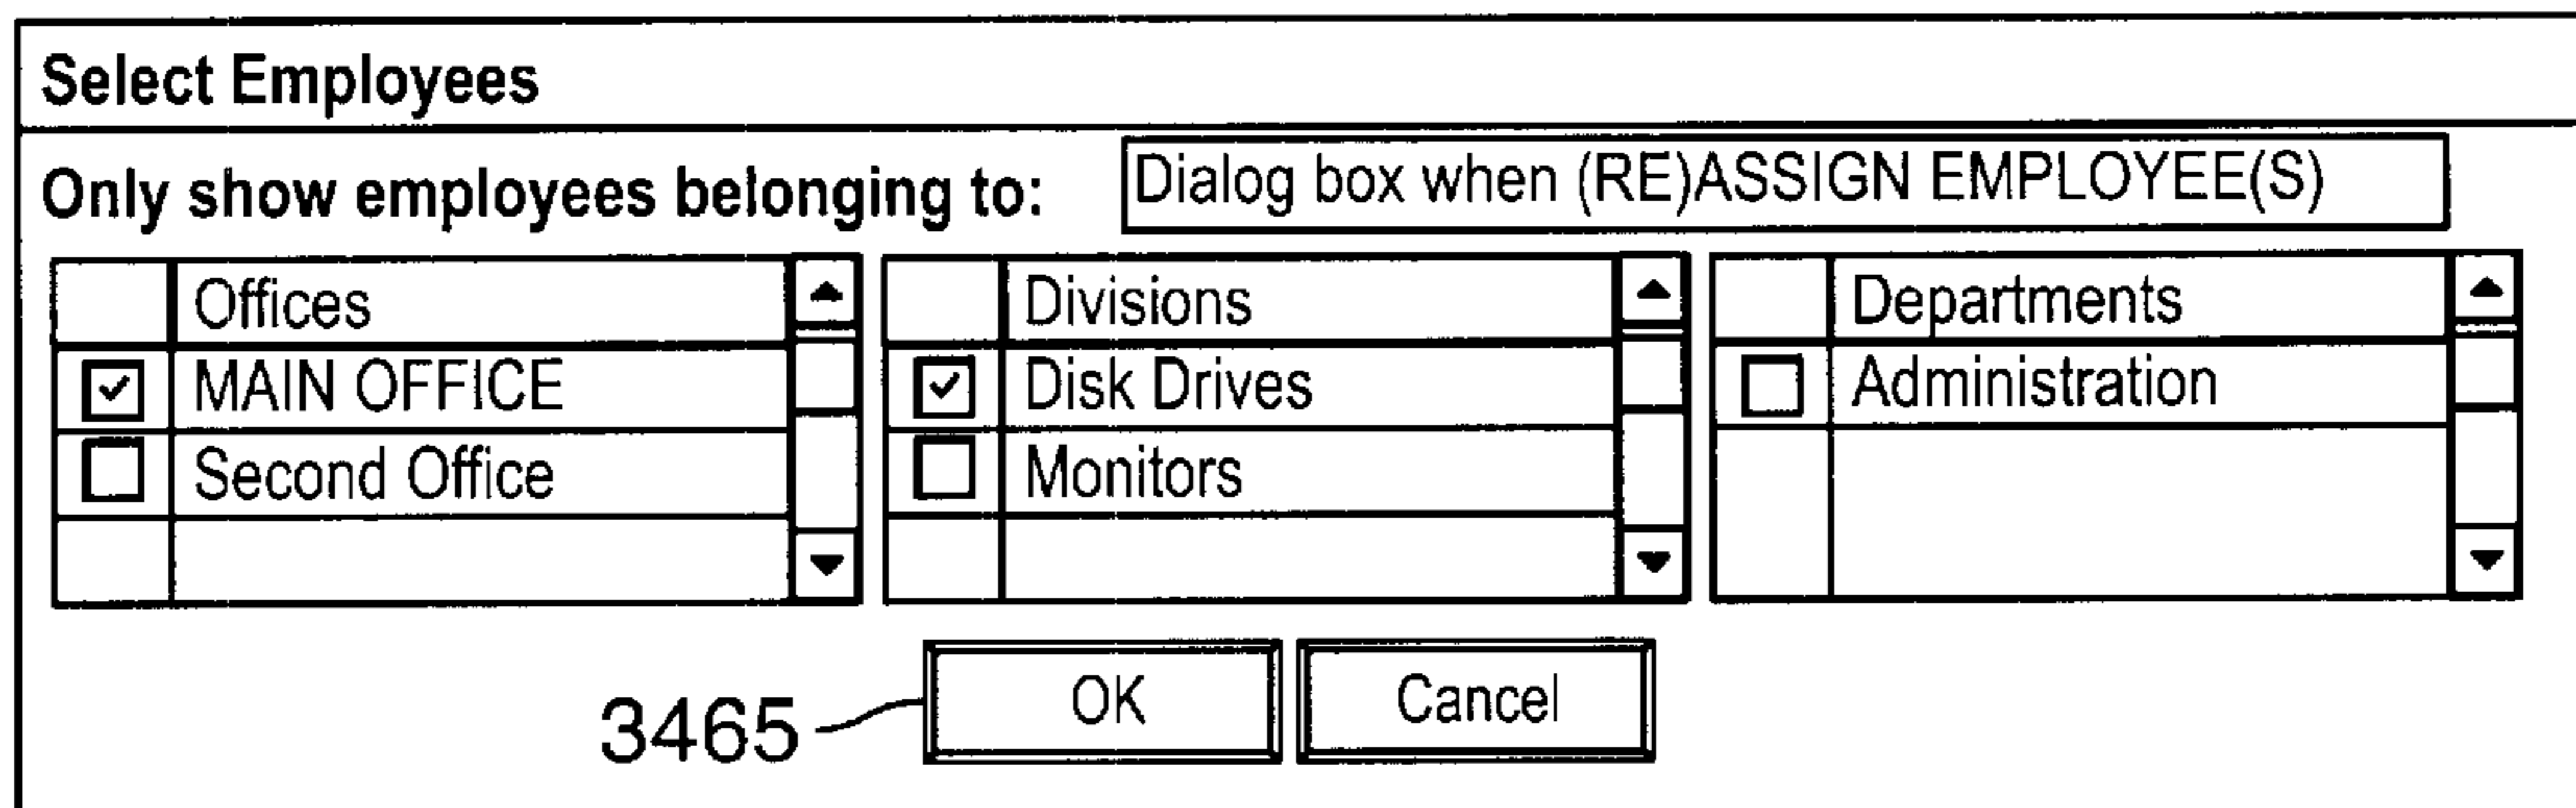 Select Employees
Only show employees belonging to: Dialog box when (RE)ASSIGN EMPLOYEE(S)
Offices Divisions Departments
MAIN OFFICE Disk Drives Administration
Second Office Monitors
3465 OK Cancel